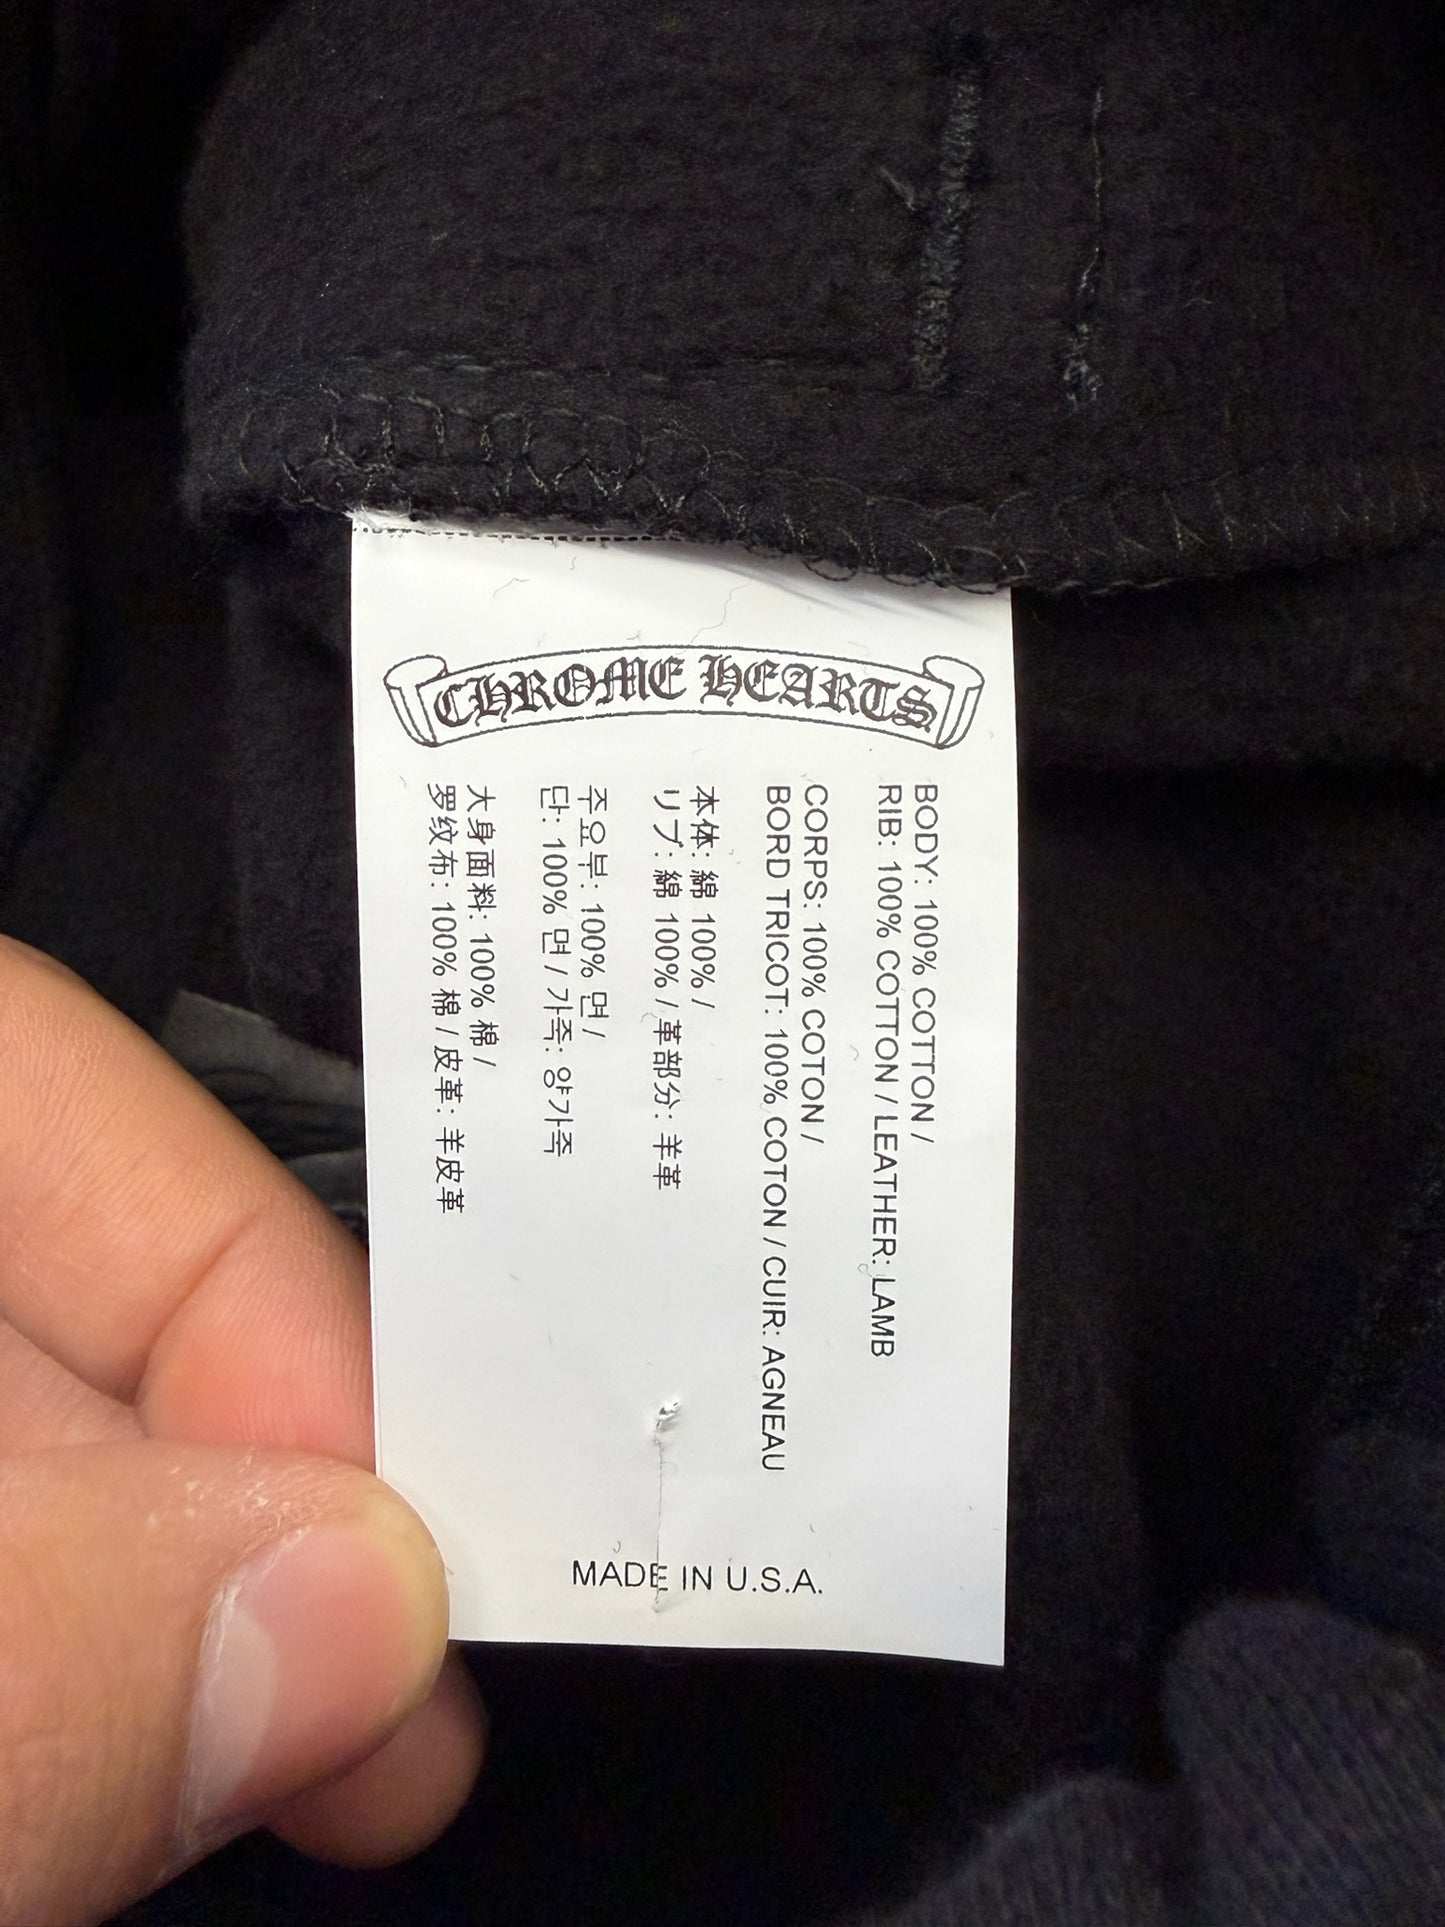 CHROME HEARTS
BODY: 100% COTTON /
RIB: 100% COTTON / LEATHER: LAMB
CORPS: 100% COTON /
BORD TRICOT: 100% COTON / CUIR: AGNEAU
本体: 綿 100% /
リブ: 綿 100% / 革部分: 羊革
주요부: 100% 면 /
단: 100% 면 / 가죽: 양가죽
大身面料: 100% 棉 /
罗纹布: 100% 棉 / 皮革: 羊皮革
MADE IN U.S.A.